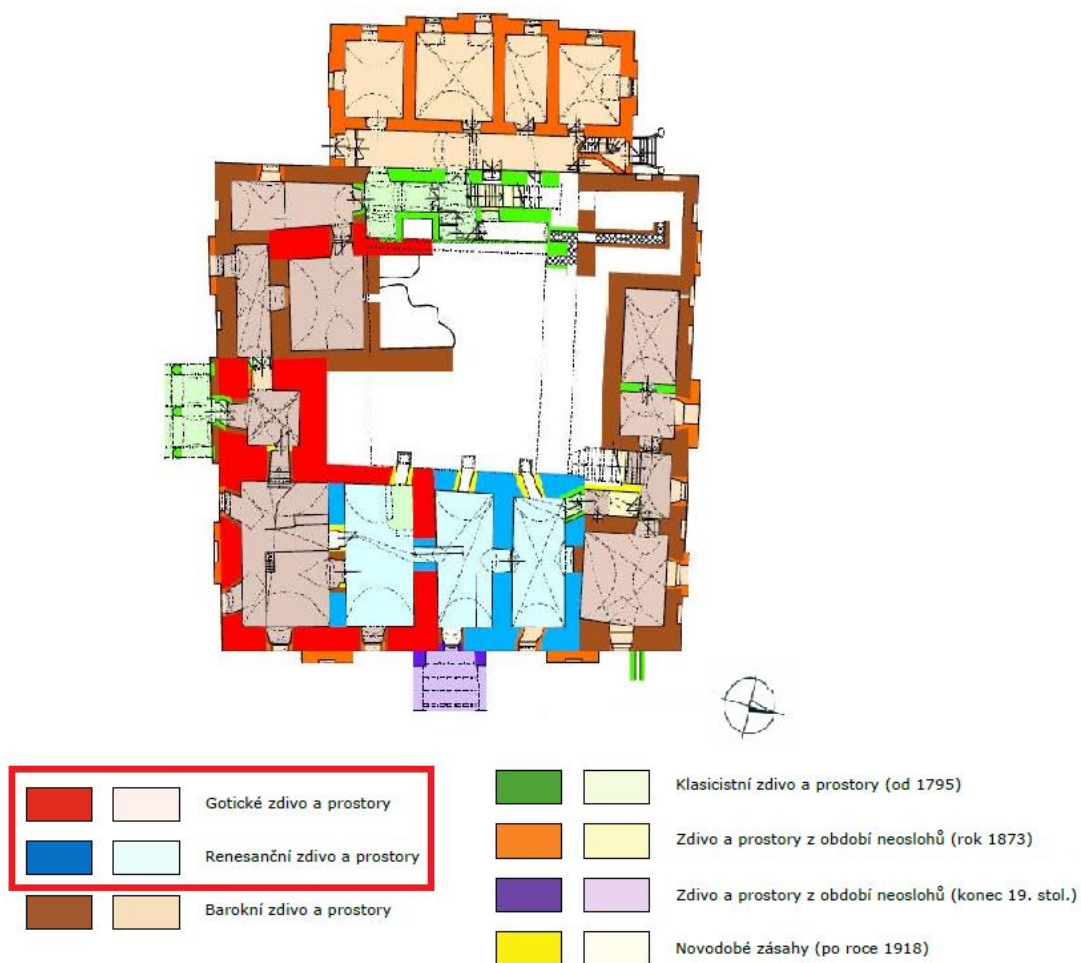 Gotické zdivo a prostory
Renesanční zdivo a prostory
Barokní zdivo a prostory
Klasicistní zdivo a prostory (od 1795)
Zdivo a prostory z období neoslohů (rok 1873)
Zdivo a prostory z období neoslohů (konec 19. stol.)
Novodobé zásahy (po roce 1918)